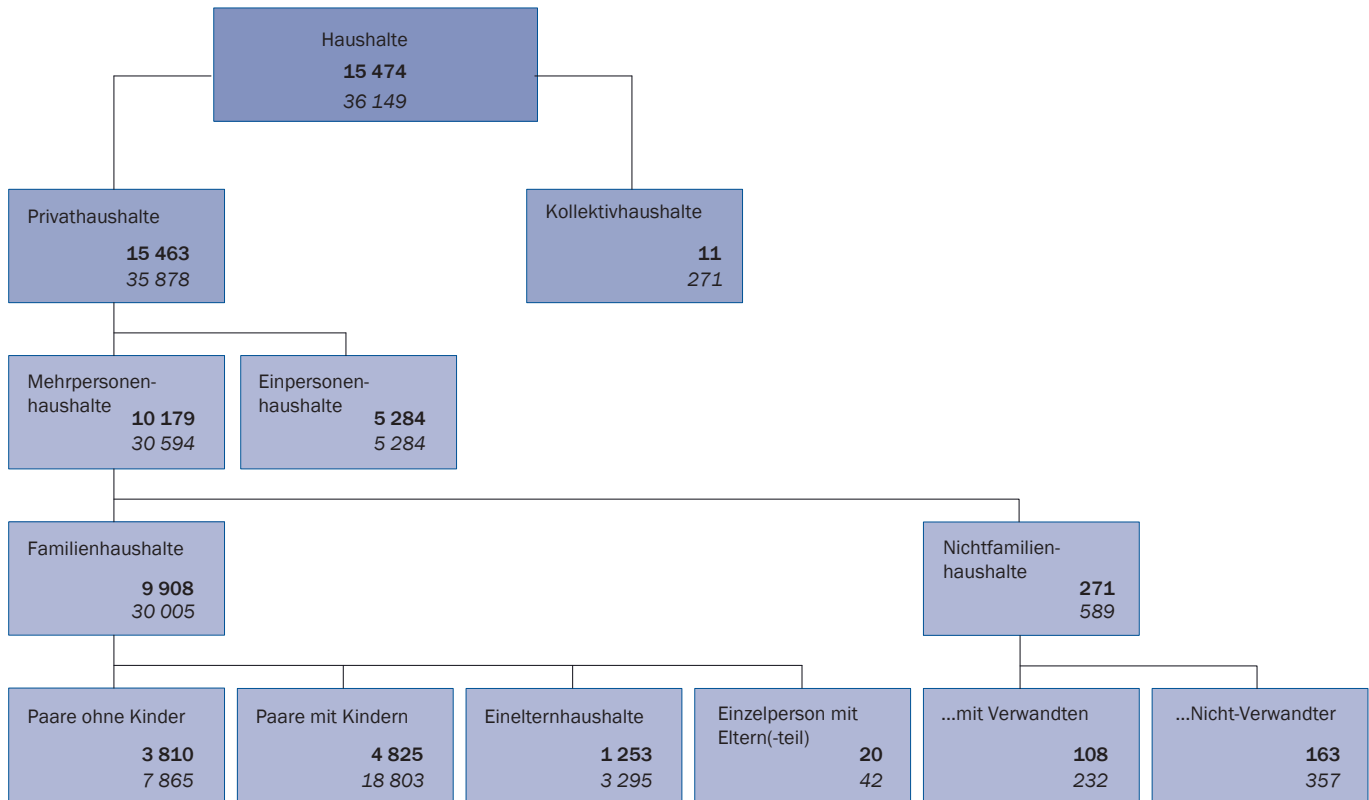 Haushalte
15 474
36 149
Privathaushalte
15 463
35 878
Kollektivhaushalte
11
271
Mehrpersonen-
haushalte
10 179
30 594
Einpersonen-
haushalte
5 284
5 284
Familienhaushalte
9 908
30 005
Nichtfamilien-
haushalte
271
589
Paare ohne Kinder
3 810
7 865
Paare mit Kindern
4 825
18 803
Einelternhaushalte
1 253
3 295
Einzelperson mit
Eltern(-teil)
20
42
...mit Verwandten
108
232
...Nicht-Verwandter
163
357